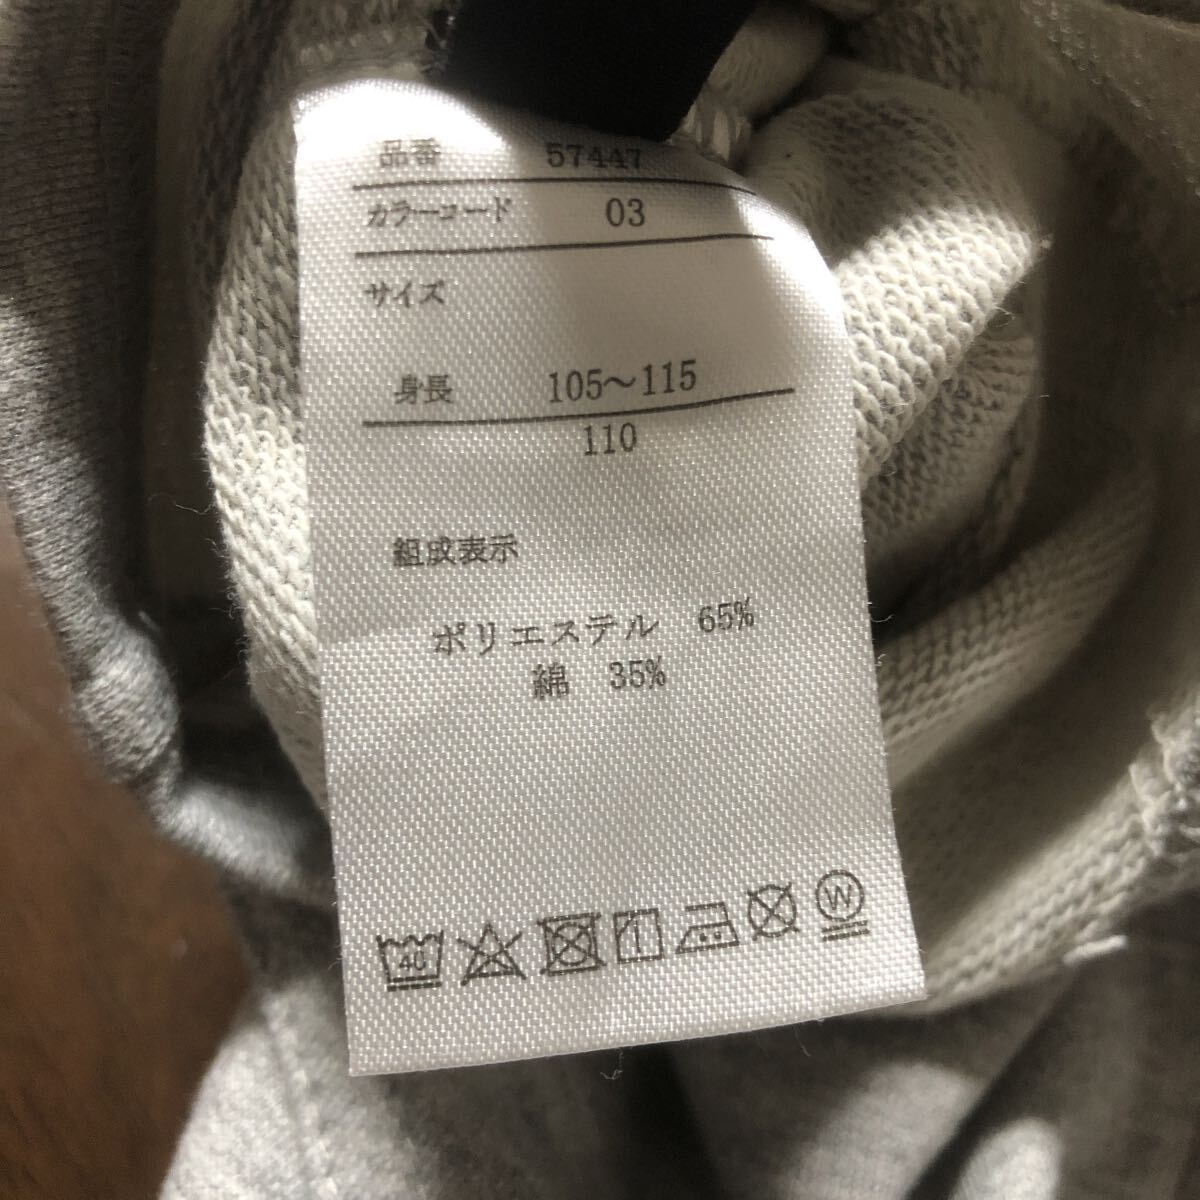 品番 57447
カラーコード 03
サイズ
身長 105～115
110
組成表示
ポリエステル 65%
綿 35%
40 W